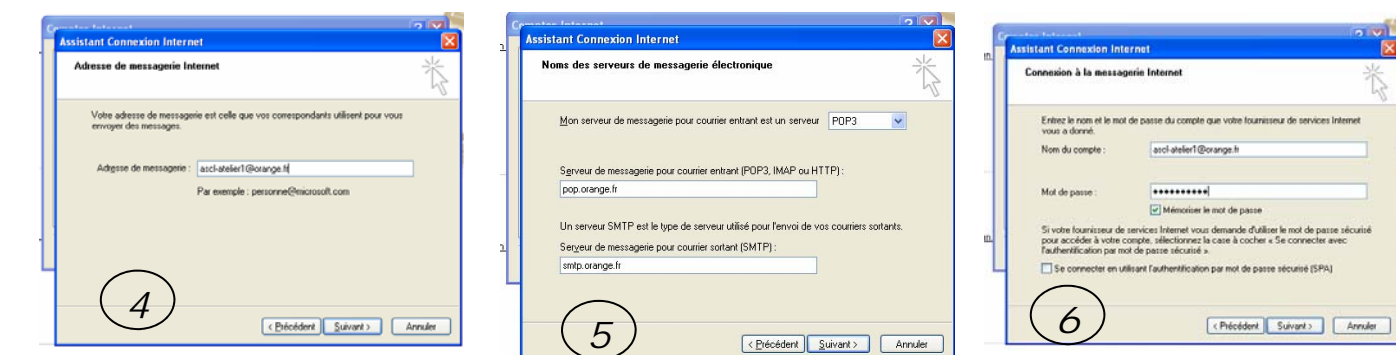 Comptes Internet
Assistant Connexion Internet
Adresse de messagerie Internet
Votre adresse de messagerie est celle que vos correspondants utilisent pour vous
envoyer des messages.
Adresse de messagerie : ascl-atelier1@orange.fr
Par exemple : personne@microsoft.com
4
< Précédent Suivant > Annuler
Comptes Internet
Assistant Connexion Internet
Noms des serveurs de messagerie électronique
Mon serveur de messagerie pour courrier entrant est un serveur POP3
Serveur de messagerie pour courrier entrant (POP3, IMAP ou HTTP) :
pop.orange.fr
Un serveur SMTP est le type de serveur utilisé pour l'envoi de vos courriers sortants.
Serveur de messagerie pour courrier sortant (SMTP) :
smtp.orange.fr
5
< Précédent Suivant > Annuler
Assistant Connexion Internet
Connexion à la messagerie Internet
Entrez le nom et le mot de passe du compte que votre fournisseur de services Internet
vous a donné.
Nom du compte : ascl-atelier1@orange.fr
Mot de passe : ••••••••••
Mémoriser le mot de passe
Si votre fournisseur de services Internet vous demande d'utiliser le mot de passe sécurisé
pour accéder à votre compte, sélectionnez la case à cocher « Se connecter avec
l'authentification par mot de passe sécurisé ».
Se connecter en utilisant l'authentification par mot de passe sécurisé (SPA)
6
< Précédent Suivant > Annuler